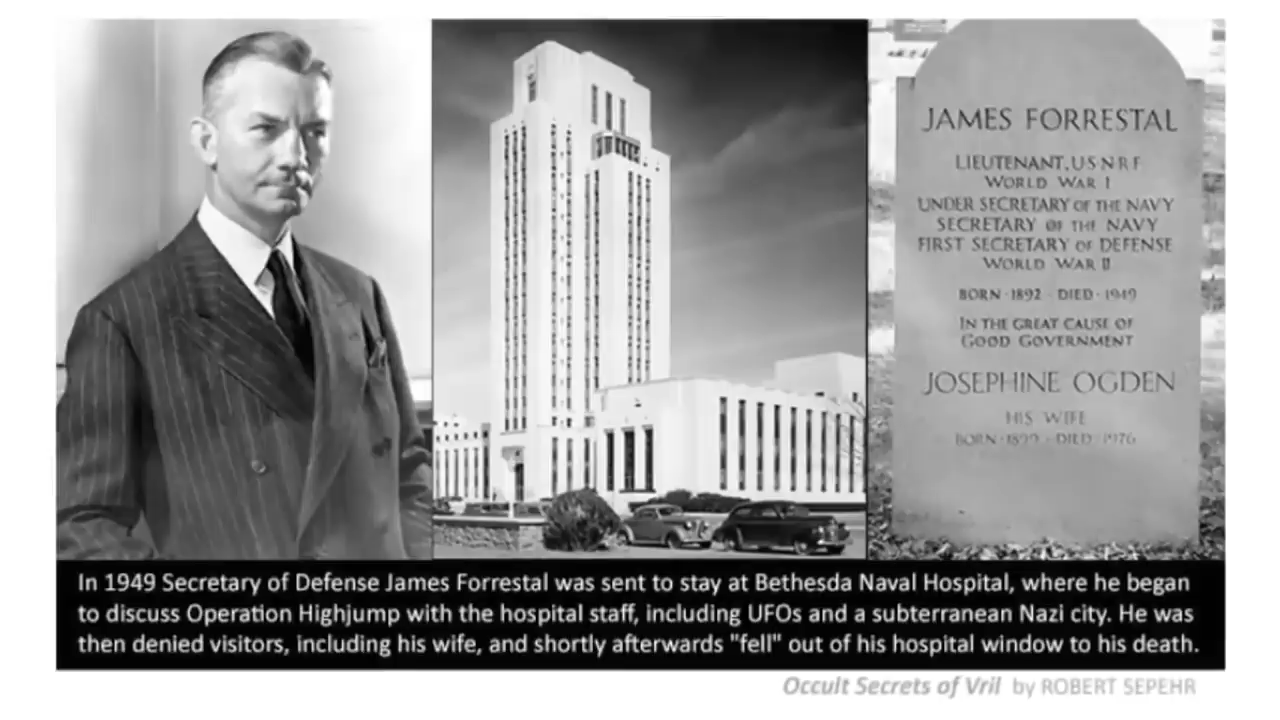 JAMES FORRESTAL
LIEUTENANT, U S N R F
WORLD WAR I
UNDER SECRETARY OF THE NAVY
SECRETARY OF THE NAVY
FIRST SECRETARY OF DEFENSE
WORLD WAR II
BORN · 1892 · DIED · 1949
IN THE GREAT CAUSE OF
GOOD GOVERNMENT
JOSEPHINE OGDEN
HIS WIFE
BORN · 1899 · DIED · 1976
In 1949 Secretary of Defense James Forrestal was sent to stay at Bethesda Naval Hospital, where he began
to discuss Operation Highjump with the hospital staff, including UFOs and a subterranean Nazi city. He was
then denied visitors, including his wife, and shortly afterwards "fell" out of his hospital window to his death.
Occult Secrets of Vril by ROBERT SEPEHR